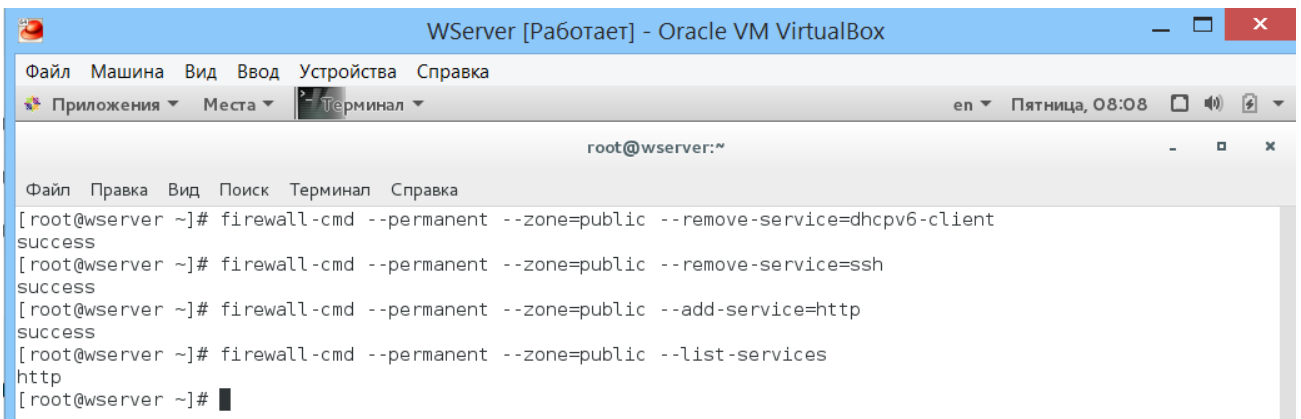 WServer [Работает] - Oracle VM VirtualBox
Файл Машина Вид Ввод Устройства Справка
Приложения Места Терминал en Пятница, 08:08
root@wserver:~
Файл Правка Вид Поиск Терминал Справка
[root@wserver ~]# firewall-cmd --permanent --zone=public --remove-service=dhcpv6-client
success
[root@wserver ~]# firewall-cmd --permanent --zone=public --remove-service=ssh
success
[root@wserver ~]# firewall-cmd --permanent --zone=public --add-service=http
success
[root@wserver ~]# firewall-cmd --permanent --zone=public --list-services
http
[root@wserver ~]#